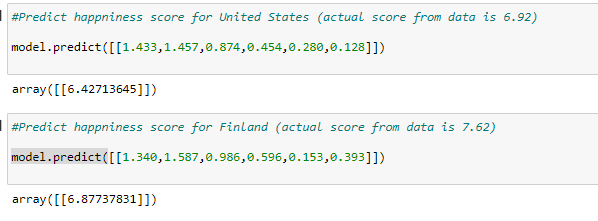 #Predict happniness score for United States (actual score from data is 6.92)
model.predict([[1.433,1.457,0.874,0.454,0.280,0.128]])
array([[6.42713645]])
#Predict happniness score for Finland (actual score from data is 7.62)
model.predict([[1.340,1.587,0.986,0.596,0.153,0.393]])
array([[6.87737831]])